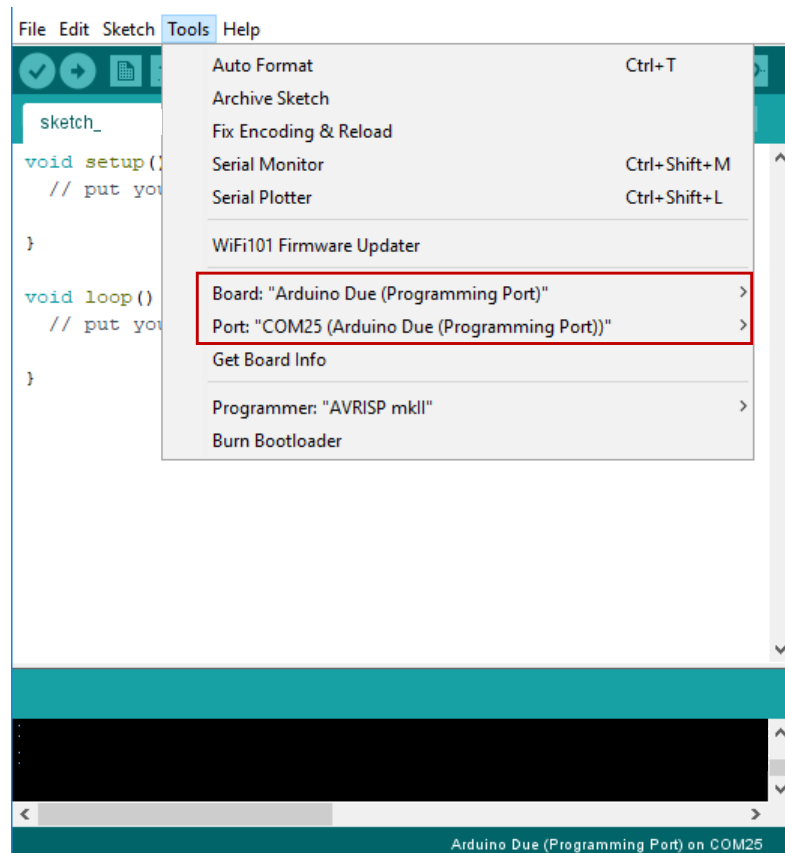 File Edit Sketch Tools Help
Auto Format Ctrl+T
Archive Sketch
sketch_
Fix Encoding & Reload
void setup()
Serial Monitor Ctrl+Shift+M
// put you
Serial Plotter Ctrl+Shift+L
}
WiFi101 Firmware Updater
void loop()
Board: "Arduino Due (Programming Port)"
// put you
Port: "COM25 (Arduino Due (Programming Port))"
Get Board Info
}
Programmer: "AVRISP mkII"
Burn Bootloader
Arduino Due (Programming Port) on COM25